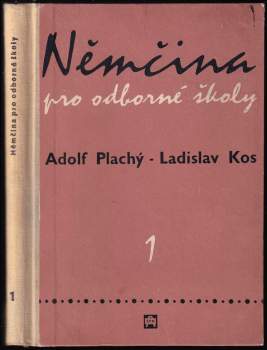 Němčina pro odborné školy
1
Němčina
pro odborné školy
Adolf Plachý - Ladislav Kos
1